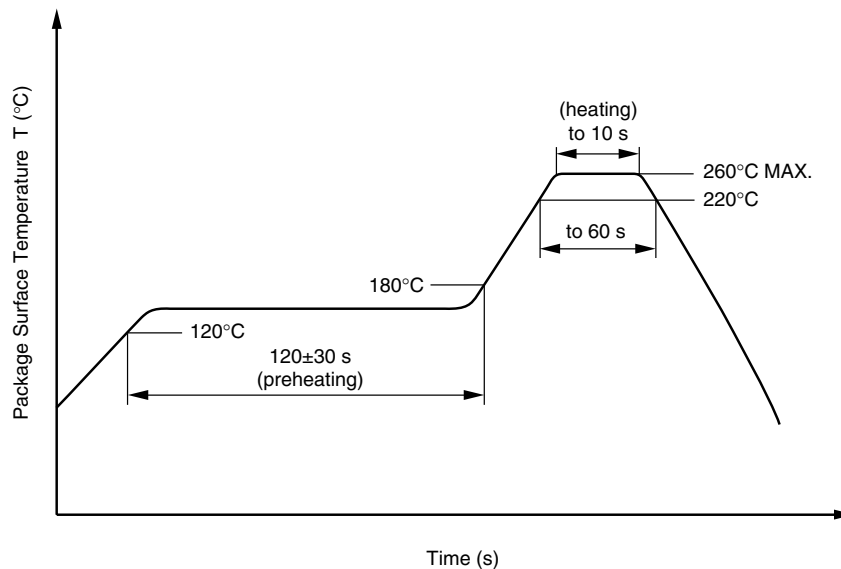 Package Surface Temperature T (°C)
(heating)
to 10 s
260°C MAX.
220°C
to 60 s
180°C
120°C
120±30 s
(preheating)
Time (s)